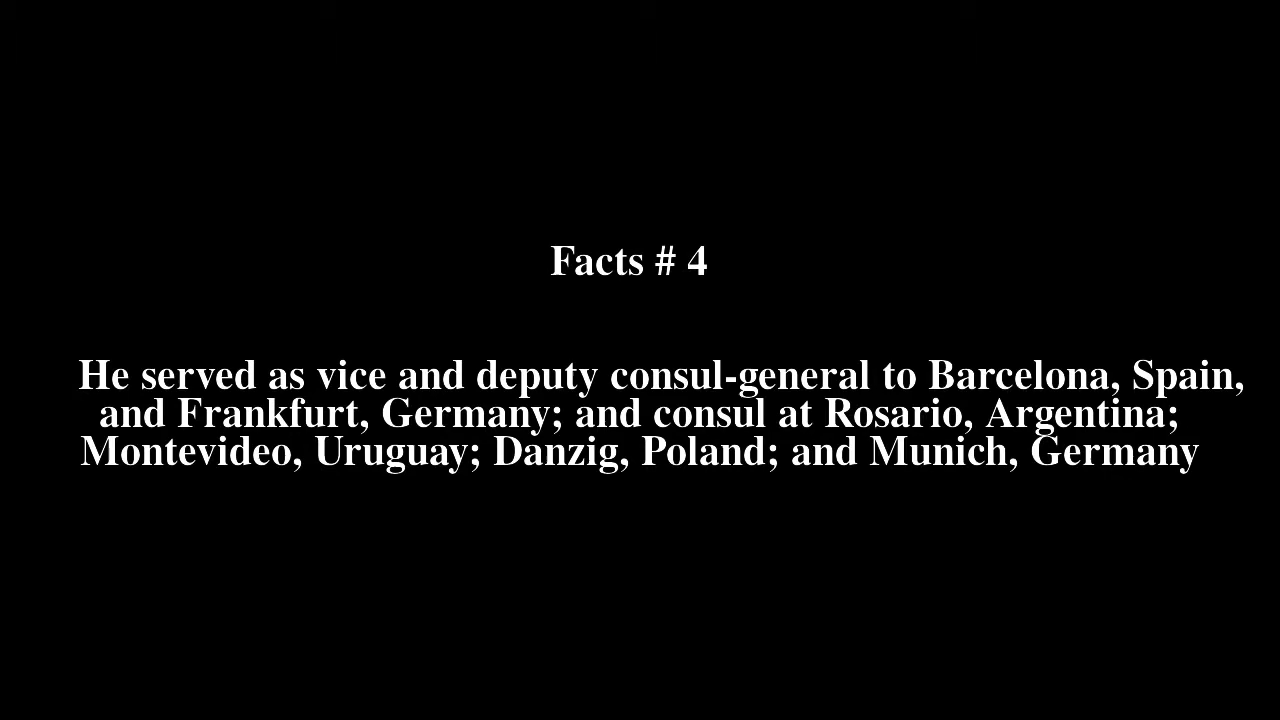 Facts # 4
He served as vice and deputy consul-general to Barcelona, Spain,
and Frankfurt, Germany; and consul at Rosario, Argentina;
Montevideo, Uruguay; Danzig, Poland; and Munich, Germany